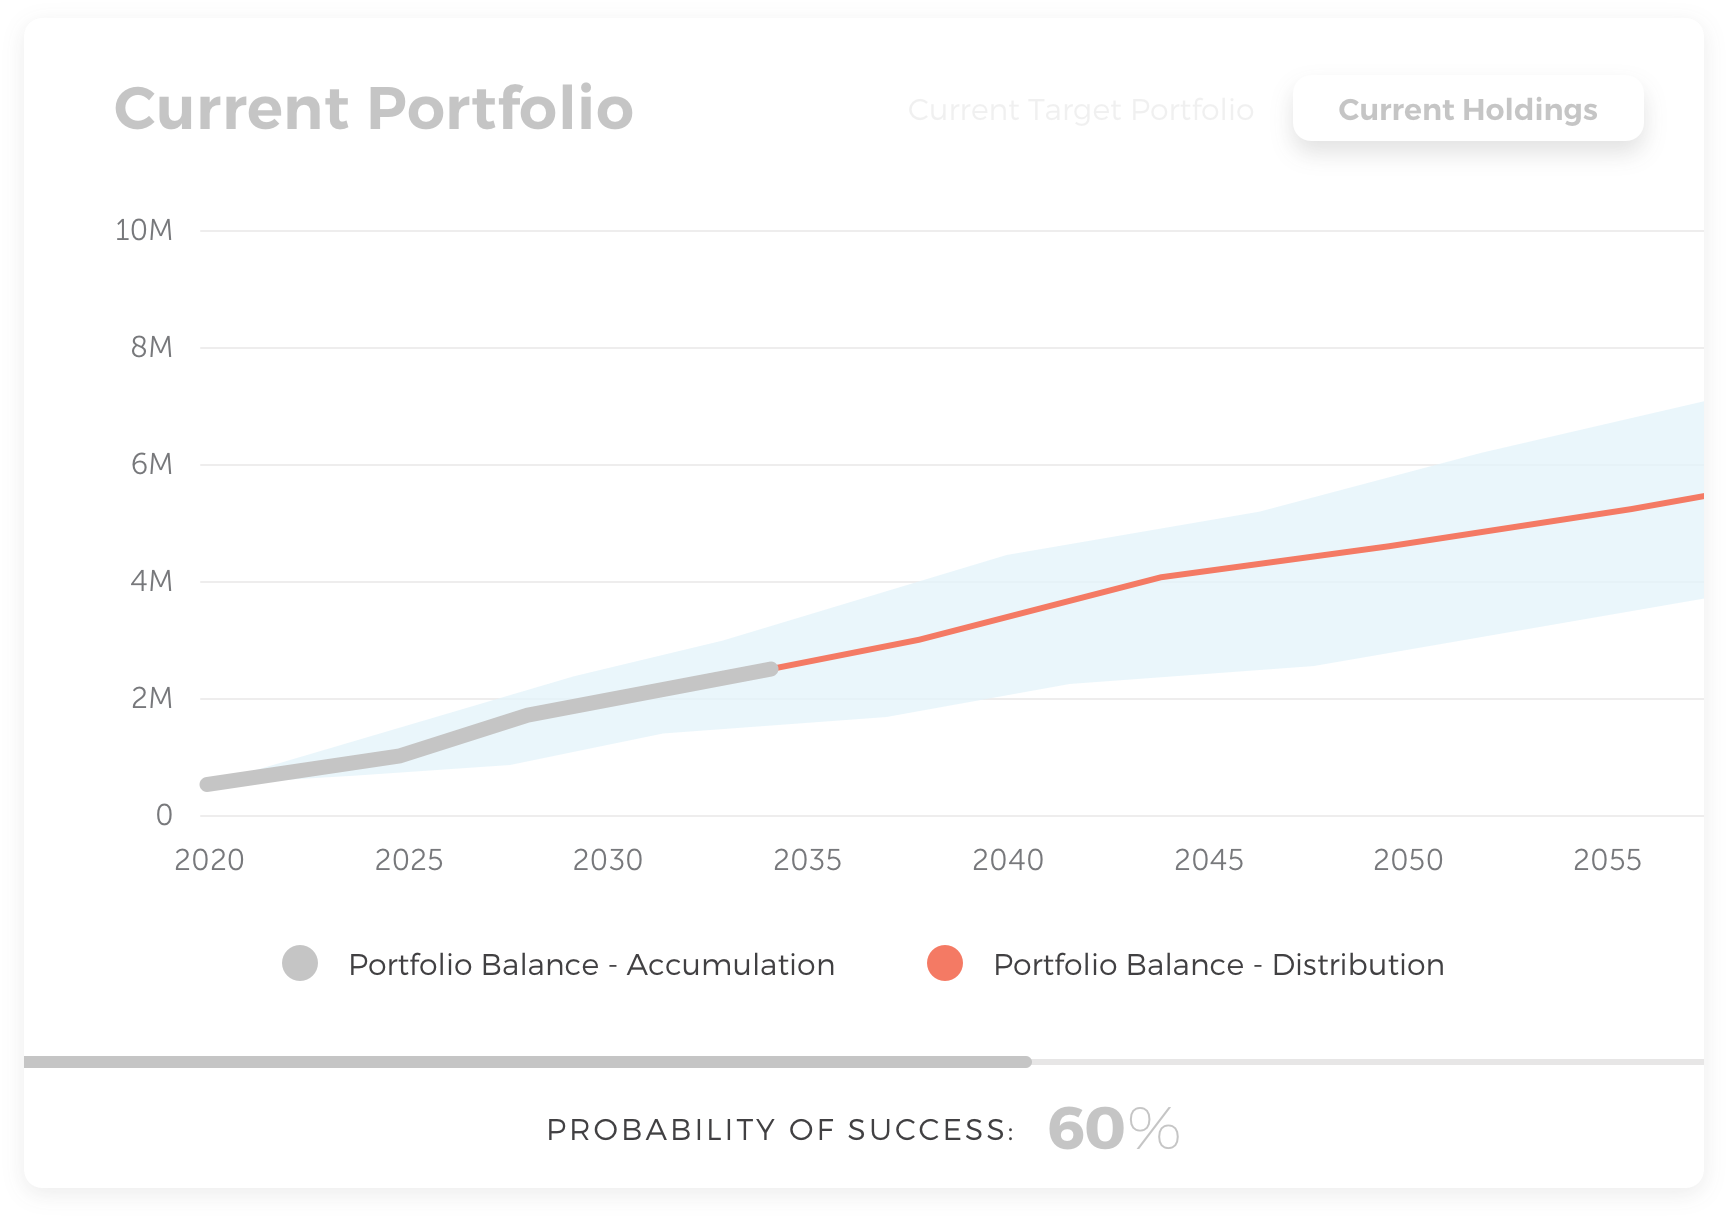 Current Portfolio
Current Target Portfolio
Current Holdings
10M
8M
6M
4M
2M
0
2020 2025 2030 2035 2040 2045 2050 2055
Portfolio Balance - Accumulation
Portfolio Balance - Distribution
PROBABILITY OF SUCCESS: 60%